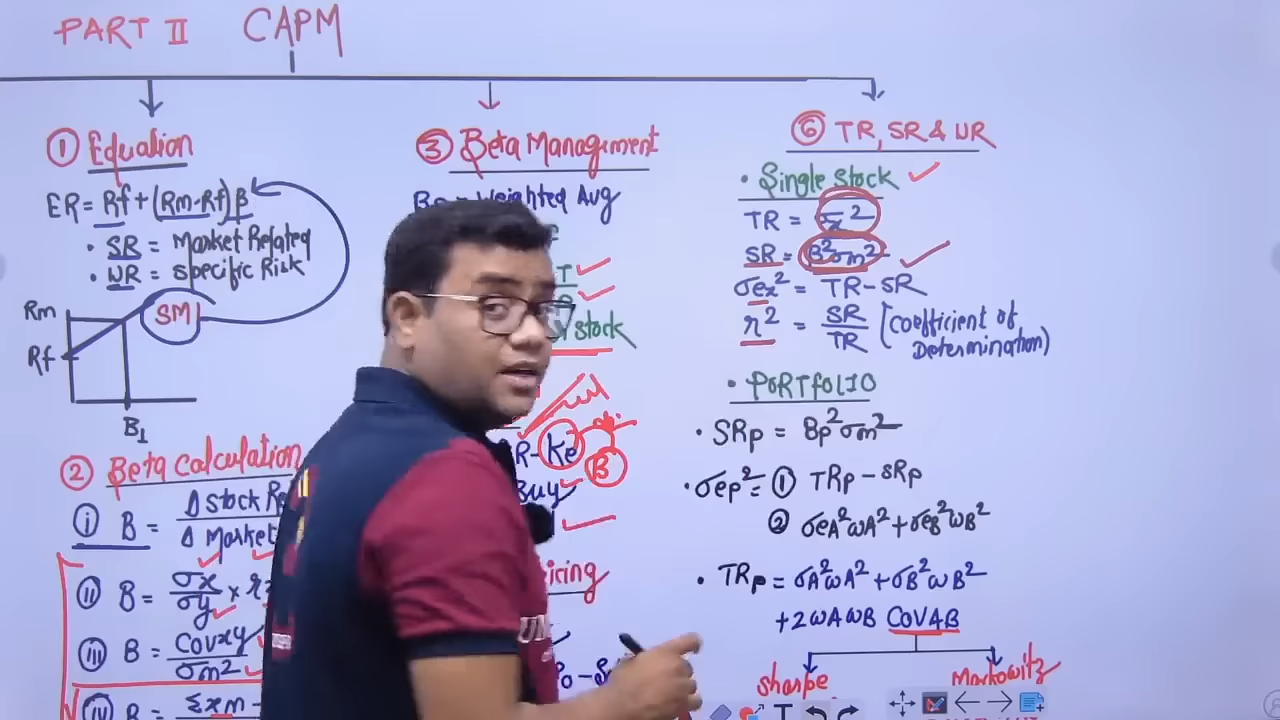 PART II CAPM
① Equation
ER = Rf + (Rm - Rf) β
• SR = Market Related
• UR = Specific Risk
Rm
SMl
Rf
B1
② Beta Calculation
i) B = Δ Stock Re
Δ Market
ii) B = σx / σy × r
iii) B = Covxy / σm²
iv) B = Σxm -
③ Beta Management
Weighted Avg
stock
R - Ke
B
Buy
icing
⑥ TR, SR & UR
• Single Stock
TR = σx²
SR = B²σm²
σex² = TR - SR
r² = SR / TR [Coefficient of Determination)
• PORTFOLIO
• SRp = Bp²σm²
• σep² = ① TRp - SRp
② σeA²ωA² + σeB²ωB²
• TRp = σA²ωA² + σB²ωB²
+ 2ωAωB COVAB
sharpe
Markowitz